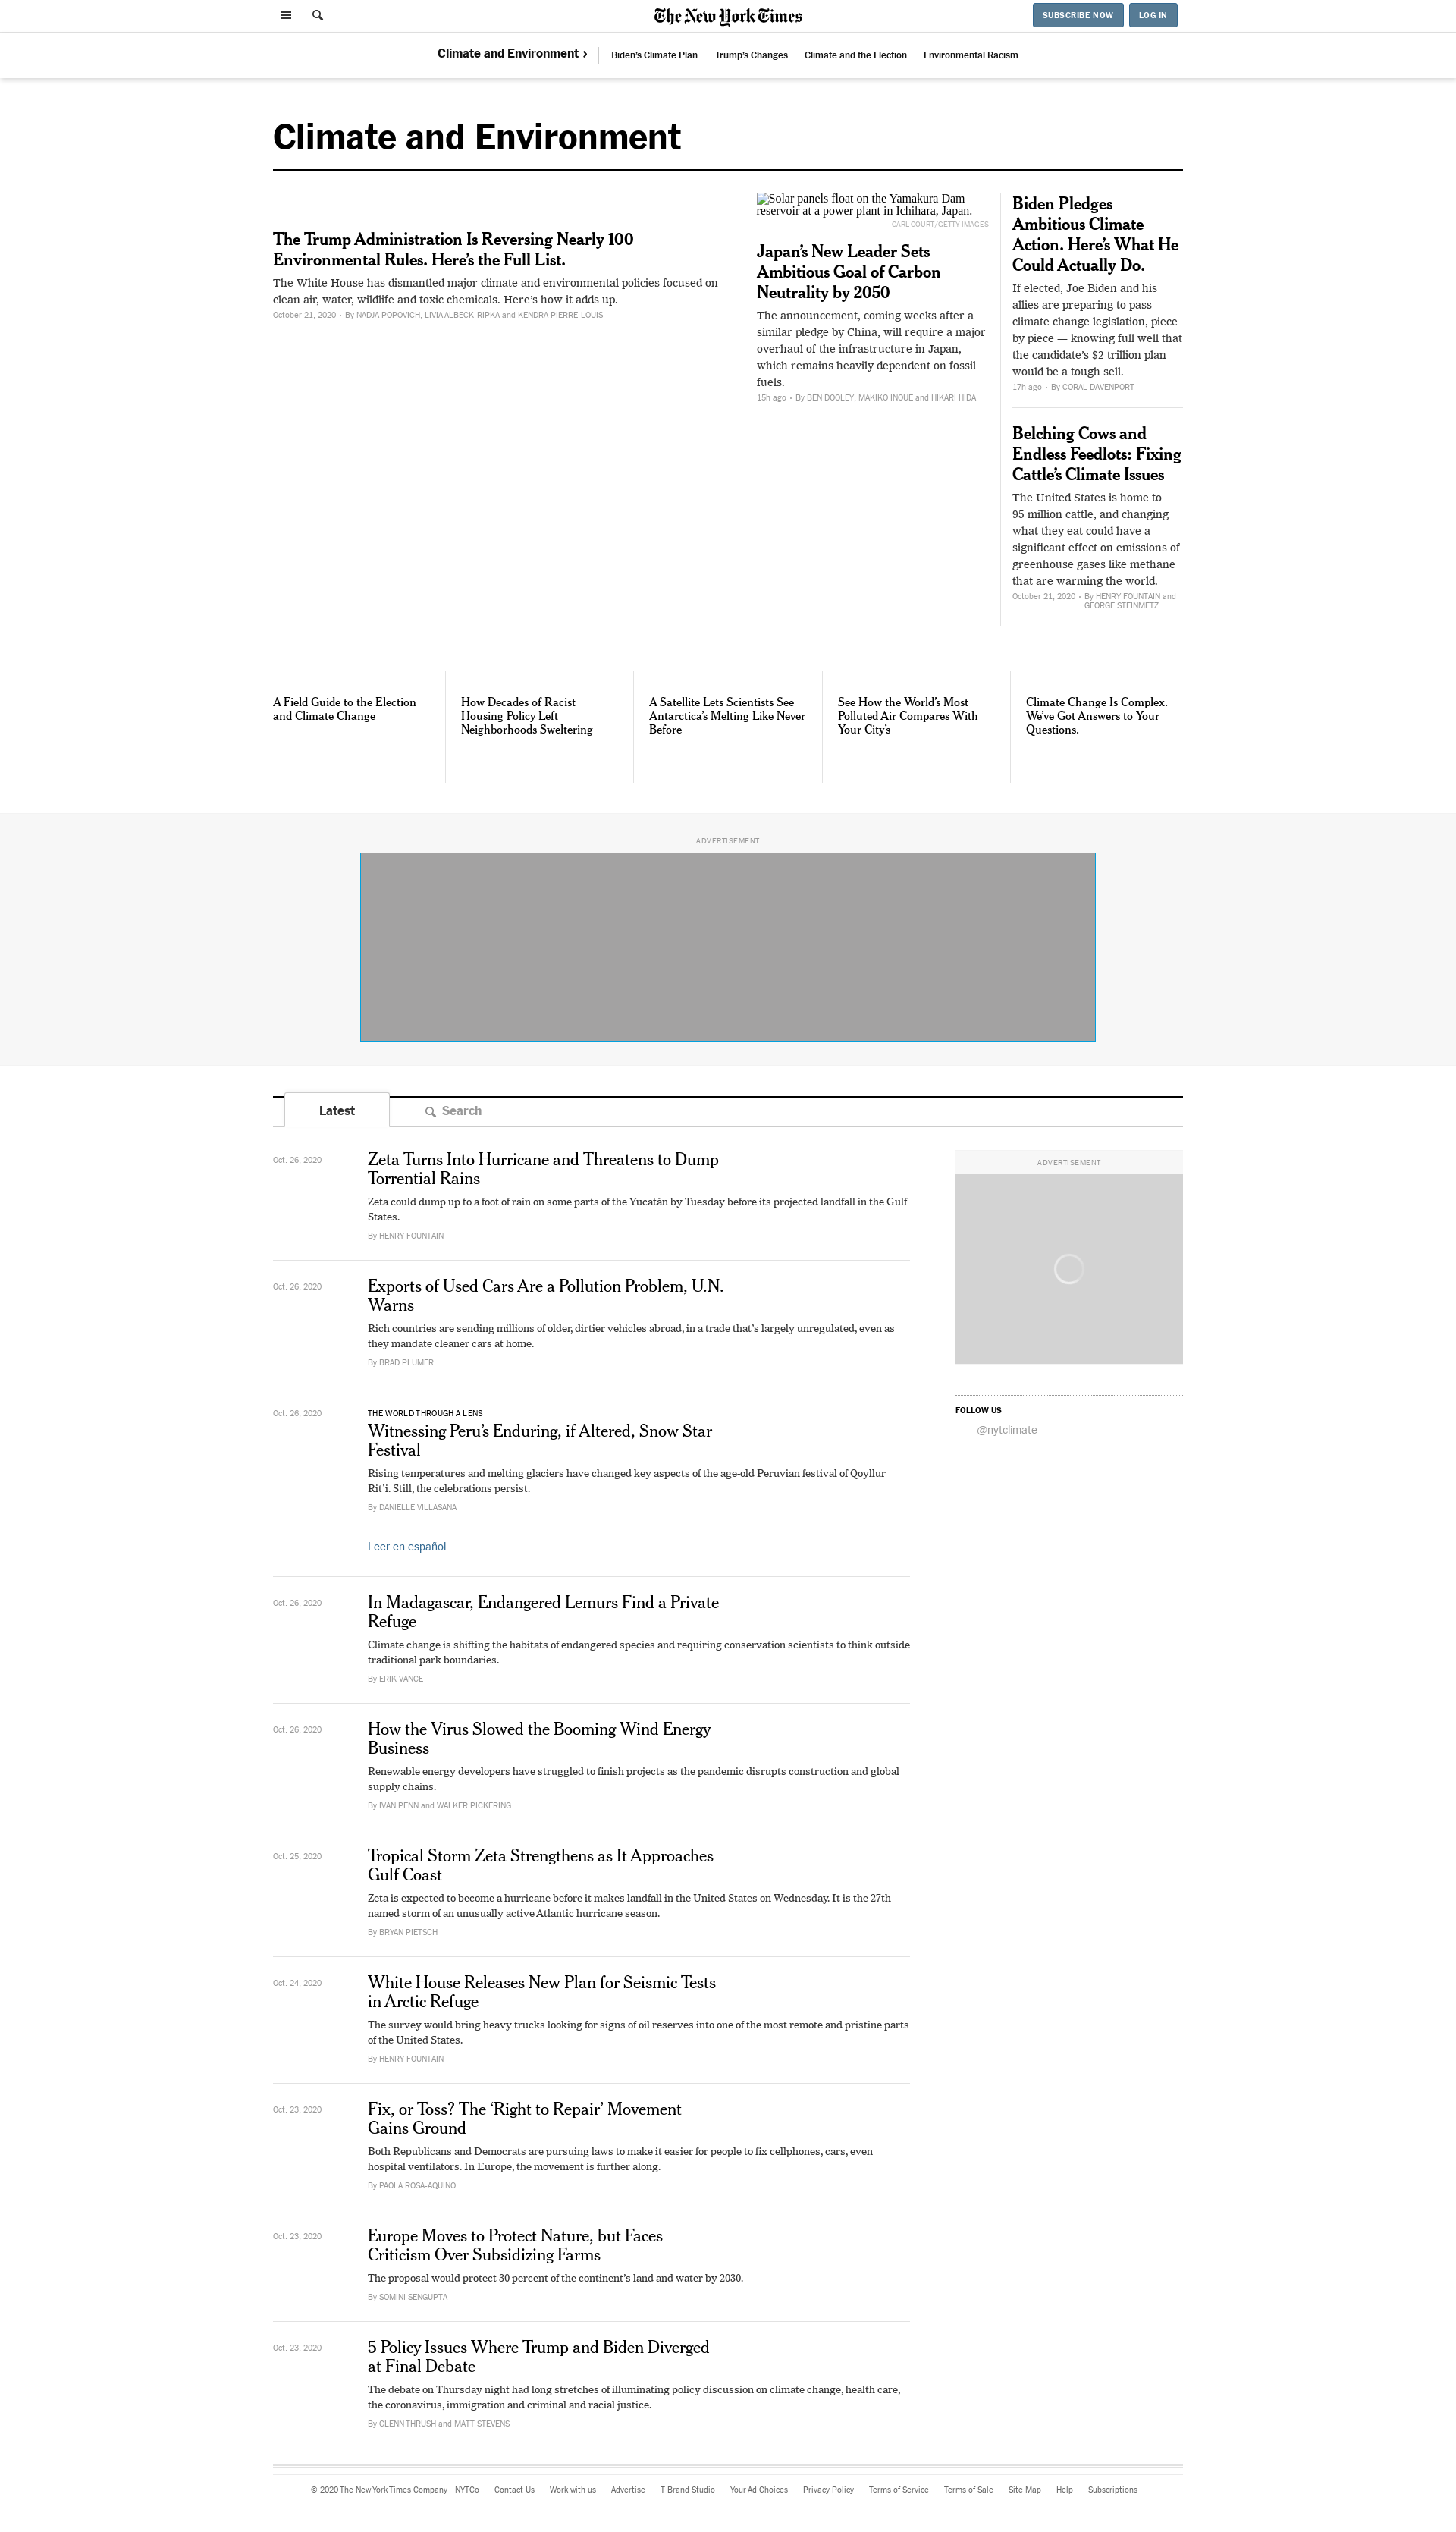 The New York Times
SUBSCRIBE NOW
LOG IN
Climate and Environment ›
Biden's Climate Plan
Trump's Changes
Climate and the Election
Environmental Racism
Climate and Environment
The Trump Administration Is Reversing Nearly 100
Environmental Rules. Here's the Full List.
The White House has dismantled major climate and environmental policies focused on
clean air, water, wildlife and toxic chemicals. Here's how it adds up.
October 21, 2020 • By NADJA POPOVICH, LIVIA ALBECK-RIPKA and KENDRA PIERRE-LOUIS
Solar panels float on the Yamakura Dam
reservoir at a power plant in Ichihara, Japan.
CARL COURT/GETTY IMAGES
Japan's New Leader Sets
Ambitious Goal of Carbon
Neutrality by 2050
The announcement, coming weeks after a
similar pledge by China, will require a major
overhaul of the infrastructure in Japan,
which remains heavily dependent on fossil
fuels.
15h ago • By BEN DOOLEY, MAKIKO INOUE and HIKARI HIDA
Biden Pledges
Ambitious Climate
Action. Here's What He
Could Actually Do.
If elected, Joe Biden and his
allies are preparing to pass
climate change legislation, piece
by piece — knowing full well that
the candidate's $2 trillion plan
would be a tough sell.
17h ago • By CORAL DAVENPORT
Belching Cows and
Endless Feedlots: Fixing
Cattle's Climate Issues
The United States is home to
95 million cattle, and changing
what they eat could have a
significant effect on emissions of
greenhouse gases like methane
that are warming the world.
October 21, 2020 • By HENRY FOUNTAIN and
GEORGE STEINMETZ
A Field Guide to the Election
and Climate Change
How Decades of Racist
Housing Policy Left
Neighborhoods Sweltering
A Satellite Lets Scientists See
Antarctica's Melting Like Never
Before
See How the World's Most
Polluted Air Compares With
Your City's
Climate Change Is Complex.
We've Got Answers to Your
Questions.
ADVERTISEMENT
Latest
Search
Oct. 26, 2020
Zeta Turns Into Hurricane and Threatens to Dump
Torrential Rains
Zeta could dump up to a foot of rain on some parts of the Yucatán by Tuesday before its projected landfall in the Gulf
States.
By HENRY FOUNTAIN
Oct. 26, 2020
Exports of Used Cars Are a Pollution Problem, U.N.
Warns
Rich countries are sending millions of older, dirtier vehicles abroad, in a trade that's largely unregulated, even as
they mandate cleaner cars at home.
By BRAD PLUMER
Oct. 26, 2020
THE WORLD THROUGH A LENS
Witnessing Peru's Enduring, if Altered, Snow Star
Festival
Rising temperatures and melting glaciers have changed key aspects of the age-old Peruvian festival of Qoyllur
Rit'i. Still, the celebrations persist.
By DANIELLE VILLASANA
Leer en español
Oct. 26, 2020
In Madagascar, Endangered Lemurs Find a Private
Refuge
Climate change is shifting the habitats of endangered species and requiring conservation scientists to think outside
traditional park boundaries.
By ERIK VANCE
Oct. 26, 2020
How the Virus Slowed the Booming Wind Energy
Business
Renewable energy developers have struggled to finish projects as the pandemic disrupts construction and global
supply chains.
By IVAN PENN and WALKER PICKERING
Oct. 25, 2020
Tropical Storm Zeta Strengthens as It Approaches
Gulf Coast
Zeta is expected to become a hurricane before it makes landfall in the United States on Wednesday. It is the 27th
named storm of an unusually active Atlantic hurricane season.
By BRYAN PIETSCH
Oct. 24, 2020
White House Releases New Plan for Seismic Tests
in Arctic Refuge
The survey would bring heavy trucks looking for signs of oil reserves into one of the most remote and pristine parts
of the United States.
By HENRY FOUNTAIN
Oct. 23, 2020
Fix, or Toss? The 'Right to Repair' Movement
Gains Ground
Both Republicans and Democrats are pursuing laws to make it easier for people to fix cellphones, cars, even
hospital ventilators. In Europe, the movement is further along.
By PAOLA ROSA-AQUINO
Oct. 23, 2020
Europe Moves to Protect Nature, but Faces
Criticism Over Subsidizing Farms
The proposal would protect 30 percent of the continent's land and water by 2030.
By SOMINI SENGUPTA
Oct. 23, 2020
5 Policy Issues Where Trump and Biden Diverged
at Final Debate
The debate on Thursday night had long stretches of illuminating policy discussion on climate change, health care,
the coronavirus, immigration and criminal and racial justice.
By GLENN THRUSH and MATT STEVENS
ADVERTISEMENT
FOLLOW US
@nytclimate
© 2020 The New York Times Company NYTCo Contact Us Work with us Advertise T Brand Studio Your Ad Choices Privacy Policy Terms of Service Terms of Sale Site Map Help Subscriptions